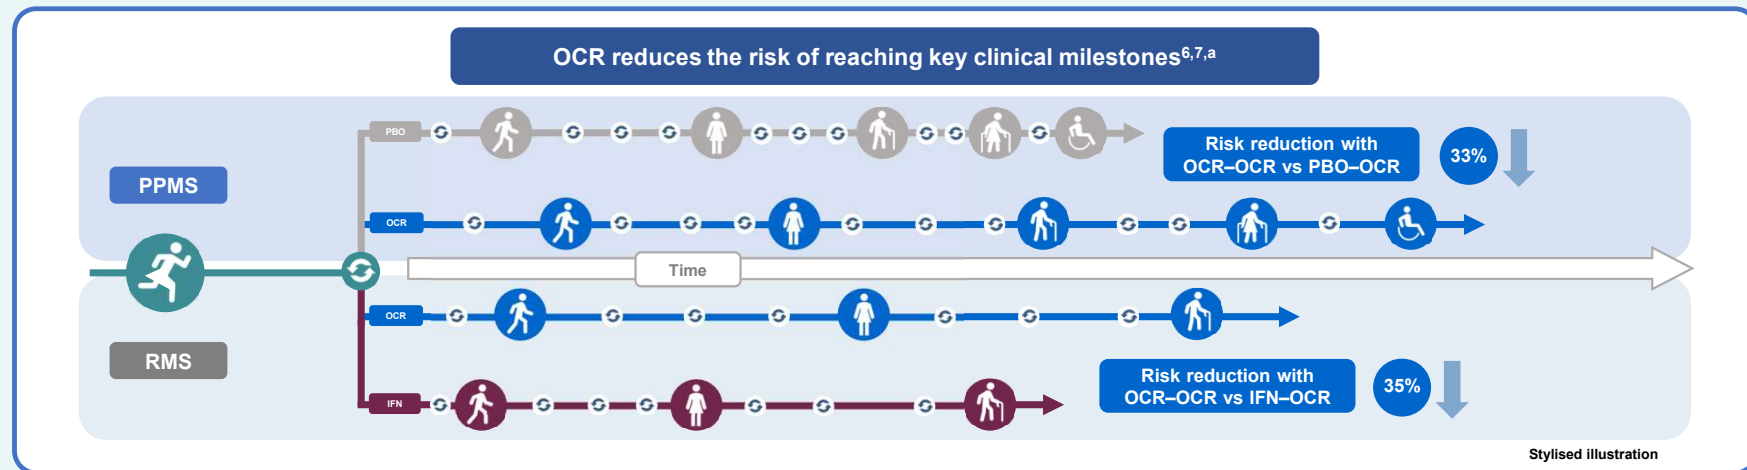 OCR reduces the risk of reaching key clinical milestones6,7,a
PBO
Risk reduction with
OCR–OCR vs PBO–OCR
33%
PPMS
OCR
Time
OCR
RMS
Risk reduction with
OCR–OCR vs IFN–OCR
35%
IFN
Stylised illustration